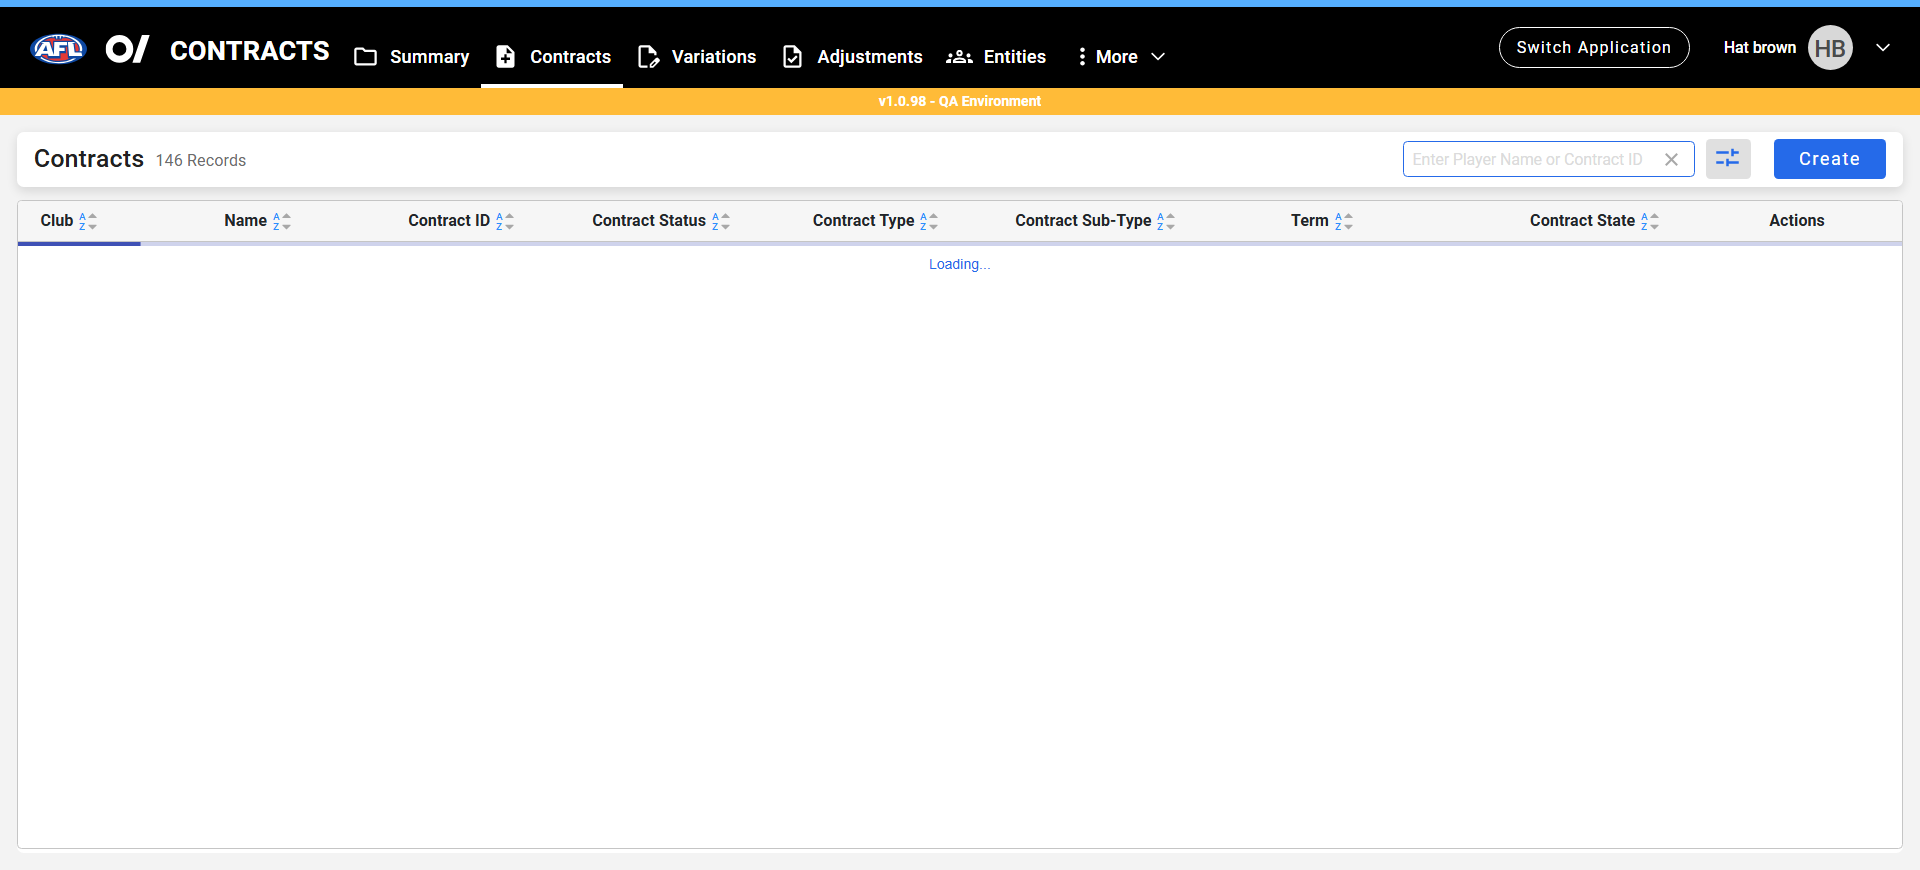 AFL O/ CONTRACTS Summary Contracts Variations Adjustments Entities More Switch Application Hat brown HB
v1.0.98 - QA Environment
Contracts 146 Records Enter Player Name or Contract ID Create
Club Name Contract ID Contract Status Contract Type Contract Sub-Type Term Contract State Actions
Loading...